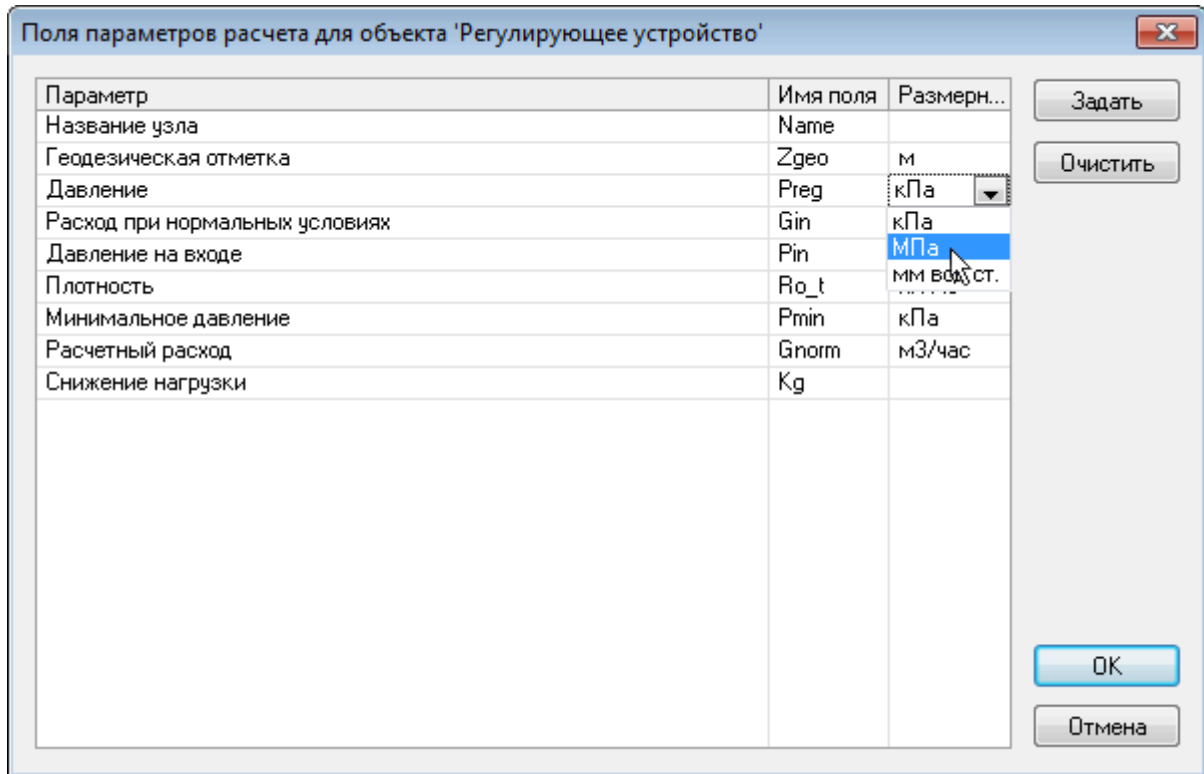 Поля параметров расчета для объекта 'Регулирующее устройство'
Параметр Имя поля Размерн...
Задать
Название узла Name
Геодезическая отметка Zgeo м
Очистить
Давление Preg кПа
Расход при нормальных условиях Gin кПа
Давление на входе Pin МПа
Плотность Ro_t мм вод. ст.
Минимальное давление Pmin кПа
Расчетный расход Gnorm м3/час
Снижение нагрузки Kg
OK
Отмена